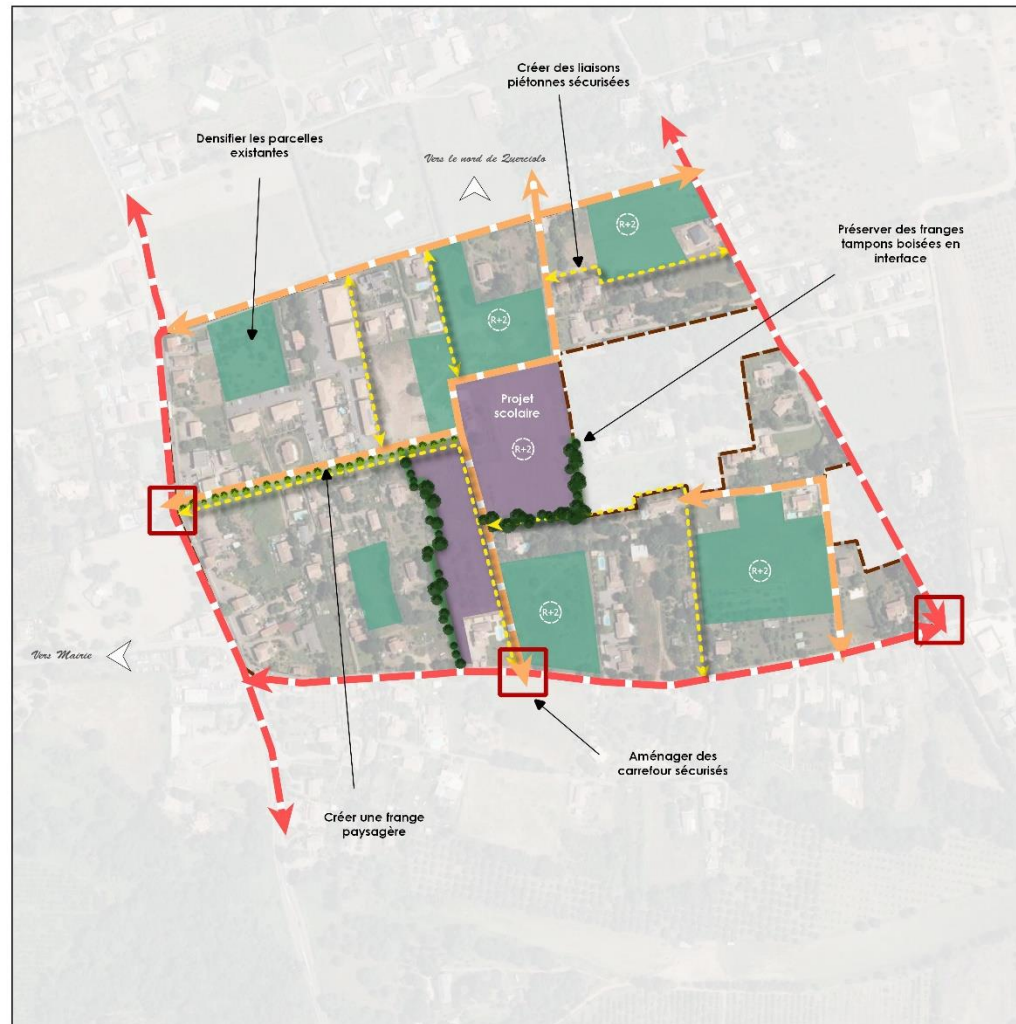 Créer des liaisons
piétonnes sécurisées
Densifier les parcelles
existantes
Vers le nord de Querciolo
Préserver des franges
tampons boisées en
interface
R+2
R+2
Projet
scolaire
R+2
R+2
R+2
Vers Mairie
Aménager des
carrefour sécurisés
Créer une frange
paysagère